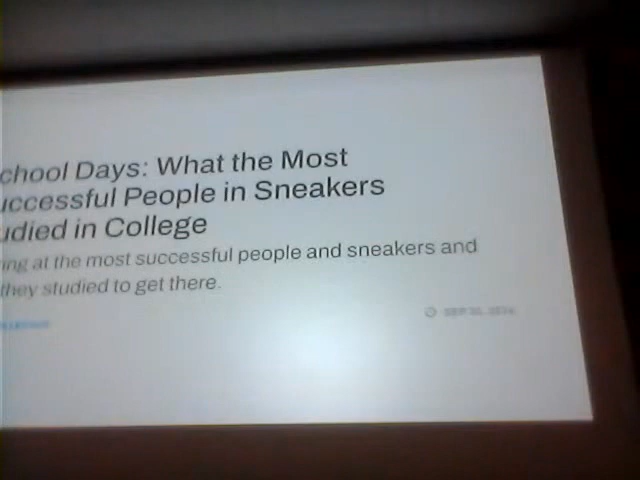 chool Days: What the Most
uccessful People in Sneakers
udied in College
ing at the most successful people and sneakers and
they studied to get there.